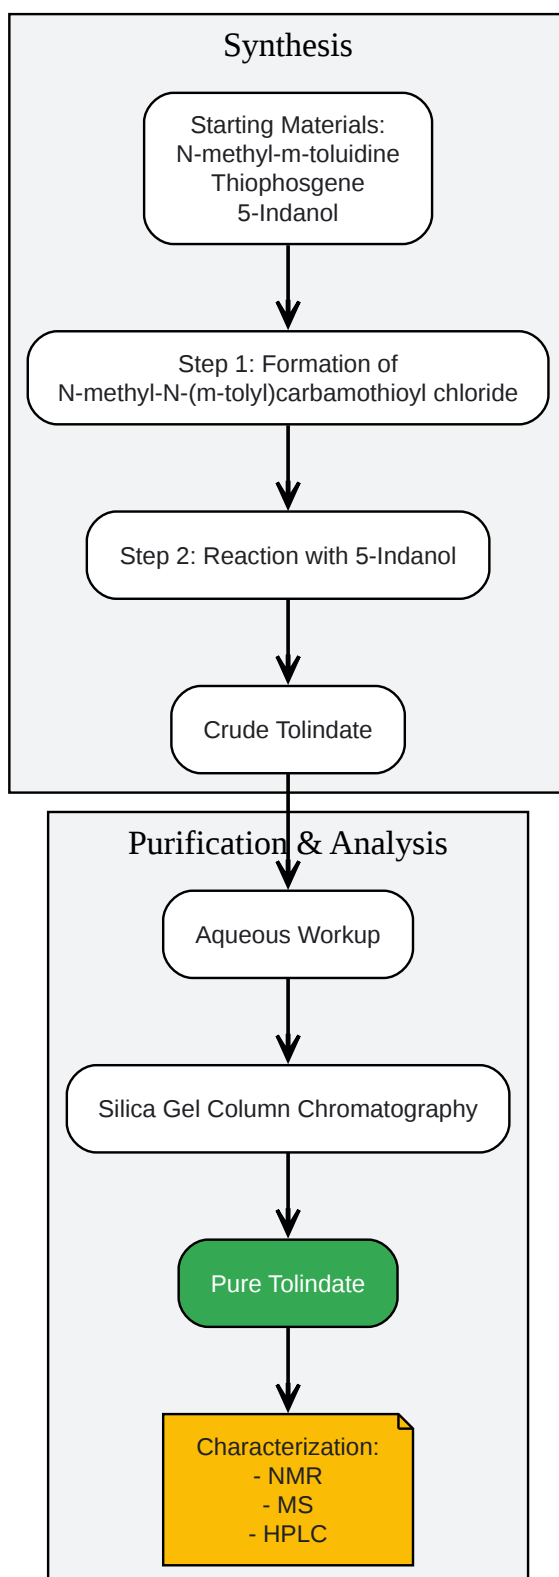 Synthesis
Starting Materials:
N-methyl-m-toluidine
Thiophosgene
5-Indanol
Step 1: Formation of
N-methyl-N-(m-tolyl)carbamothioyl chloride
Step 2: Reaction with 5-Indanol
Crude Tolindate
Purification & Analysis
Aqueous Workup
Silica Gel Column Chromatography
Pure Tolindate
Characterization:
- NMR
- MS
- HPLC